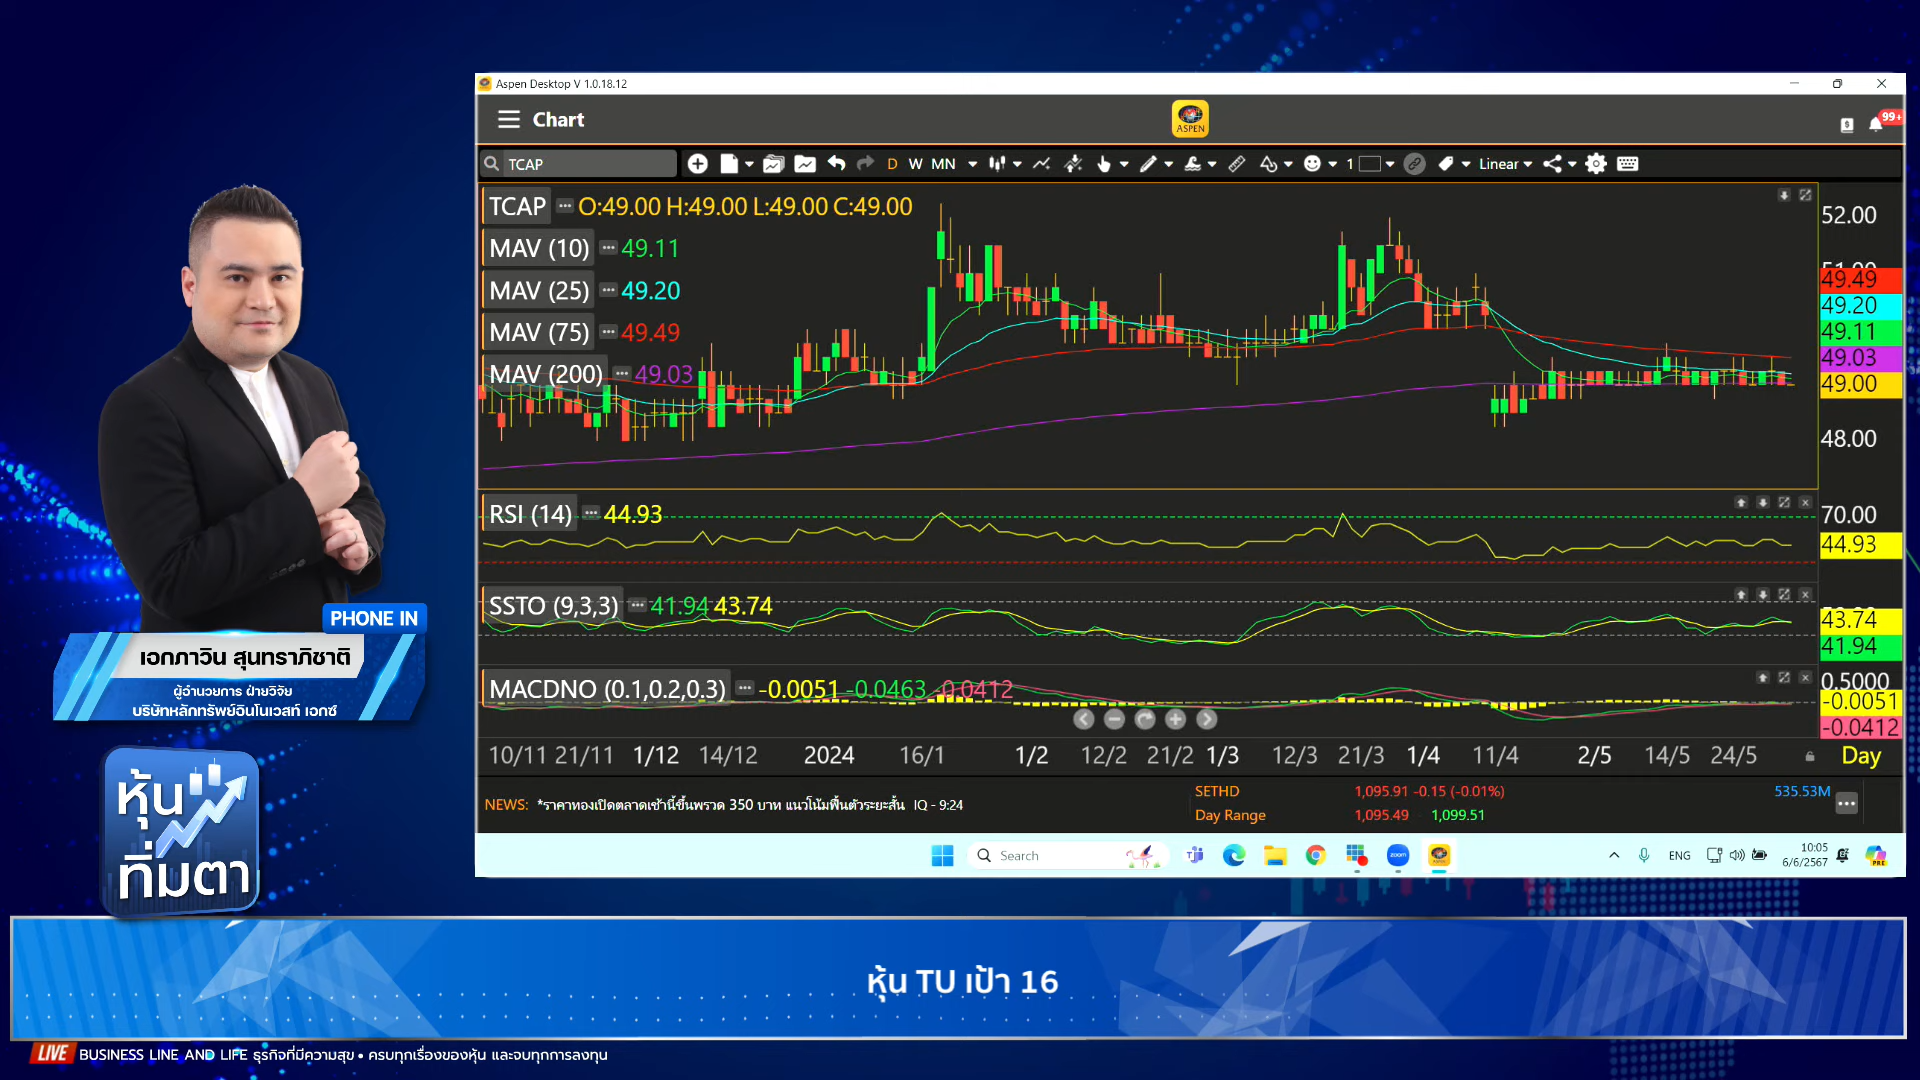 Aspen Desktop V 1.0.18.12
Chart
ASPEN
99+
TCAP
D W MN
1
Linear
TCAP O:49.00 H:49.00 L:49.00 C:49.00
MAV (10) 49.11
MAV (25) 49.20
MAV (75) 49.49
MAV (200) 49.03
52.00
49.49
49.20
49.11
49.03
49.00
48.00
RSI (14) 44.93
70.00
44.93
SSTO (9,3,3) 41.94 43.74
43.74
41.94
MACDNO (0.1,0.2,0.3) -0.0051 -0.0463 -0.0412
0.5000
-0.0051
-0.0412
10/11 21/11 1/12 14/12 2024 16/1 1/2 12/2 21/2 1/3 12/3 21/3 1/4 11/4 2/5 14/5 24/5 Day
NEWS: *ราคาทองเปิดตลาดเช้านี้ขึ้นพรวด 350 บาท แนวโน้มฟื้นตัวระยะสั้น IQ - 9:24
SETHD 1,095.91 -0.15 (-0.01%) 535.53M
Day Range 1,095.49 - 1,099.51
Search
zoom
ENG
10:05
6/6/2567
PRE
PHONE IN
เอกภาวิน สุนทราภิชาติ
ผู้อำนวยการ ฝ่ายวิจัย
บริษัทหลักทรัพย์อินโนเวสท์ เอกซ์
หุ้น
ทิ่มตา
หุ้น TU เป้า 16
LIVE BUSINESS LINE AND LIFE ธุรกิจที่มีความสุข • ครบทุกเรื่องของหุ้น และจบทุกการลงทุน